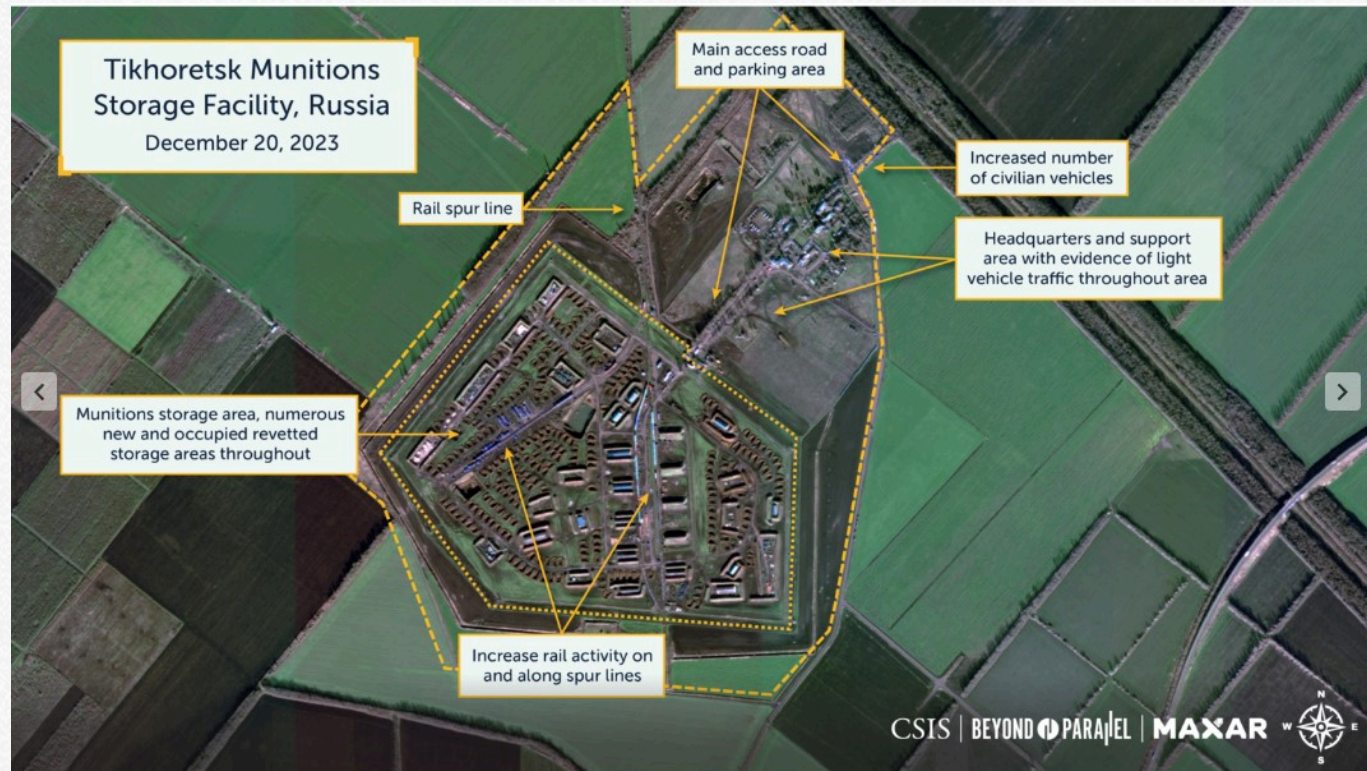 Tikhoretsk Munitions
Storage Facility, Russia
December 20, 2023
Main access road
and parking area
Increased number
of civilian vehicles
Rail spur line
Headquarters and support
area with evidence of light
vehicle traffic throughout area
Munitions storage area, numerous
new and occupied revetted
storage areas throughout
Increase rail activity on
and along spur lines
CSIS | BEYOND PARALLEL | MAXAR
N
W E
S